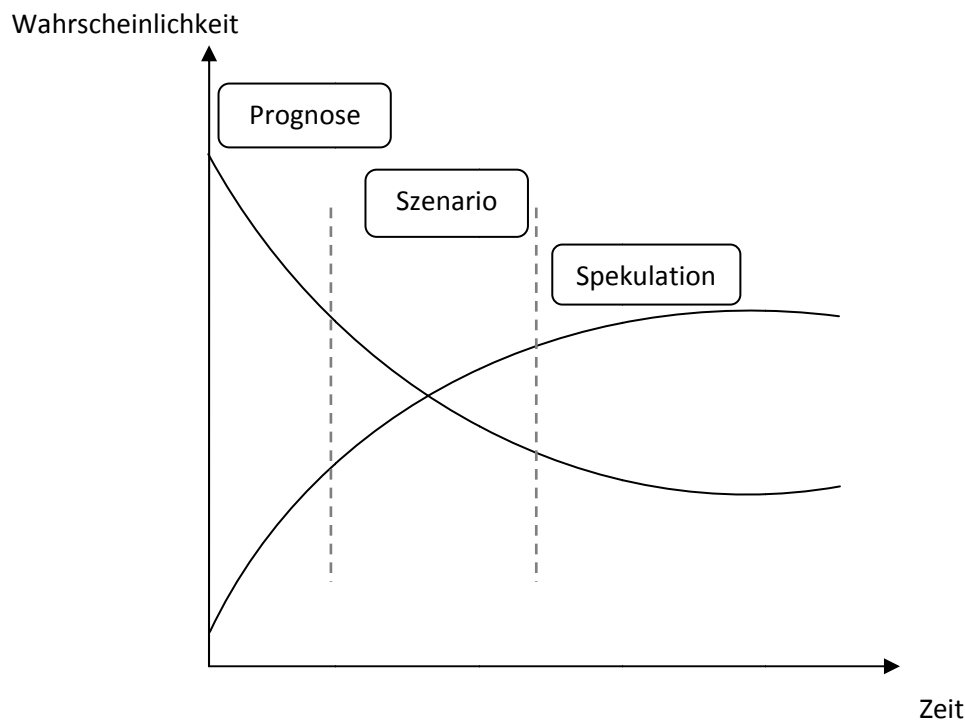 Wahrscheinlichkeit
Prognose
Szenario
Spekulation
Zeit